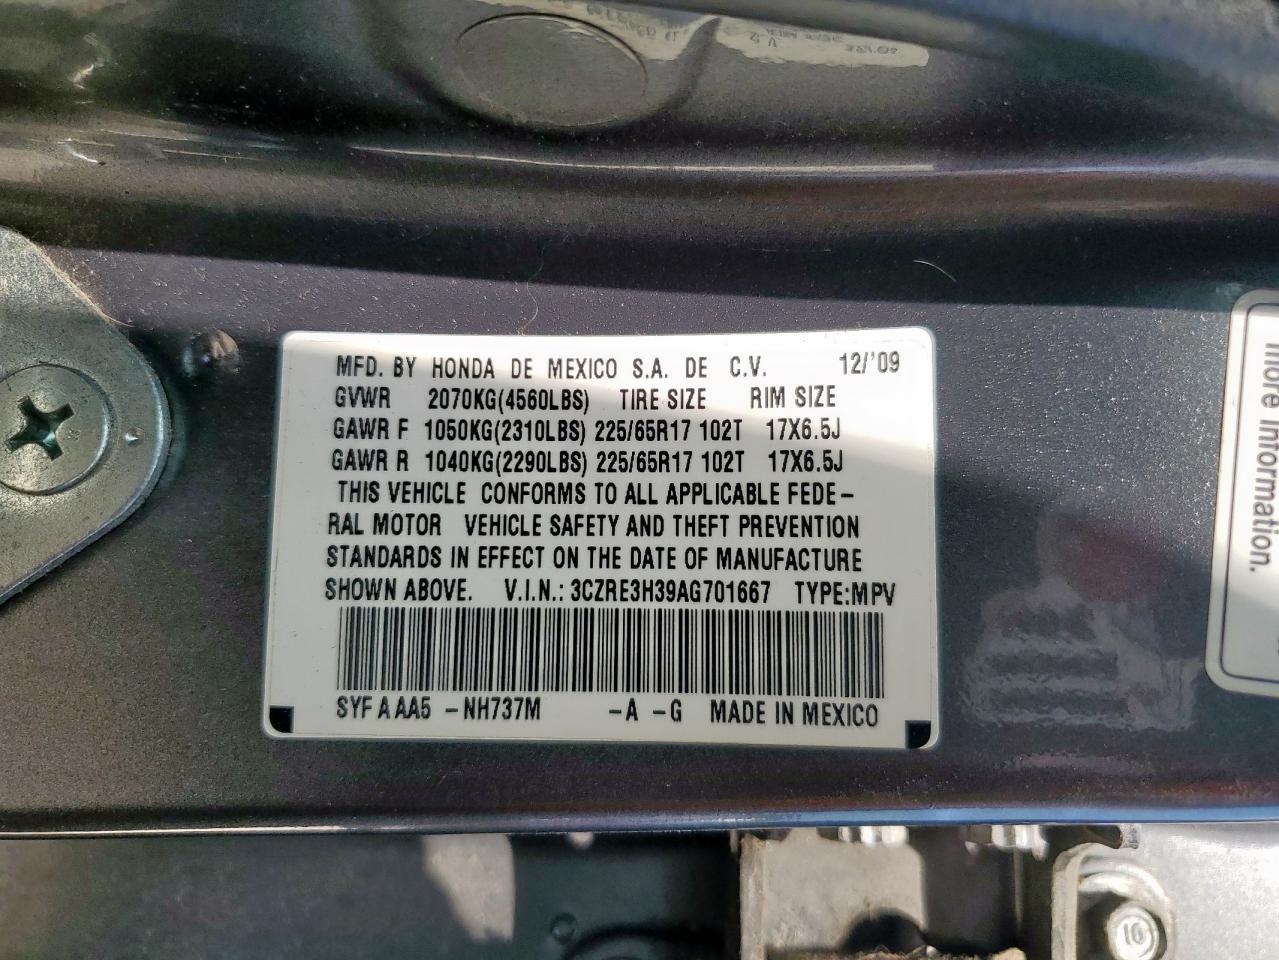 MFD. BY HONDA DE MEXICO S.A. DE C.V. 12/'09
GVWR 2070KG(4560LBS) TIRE SIZE RIM SIZE
GAWR F 1050KG(2310LBS) 225/65R17 102T 17X6.5J
GAWR R 1040KG(2290LBS) 225/65R17 102T 17X6.5J
THIS VEHICLE CONFORMS TO ALL APPLICABLE FEDE-
RAL MOTOR VEHICLE SAFETY AND THEFT PREVENTION
STANDARDS IN EFFECT ON THE DATE OF MANUFACTURE
SHOWN ABOVE. V.I.N.: 3CZRE3H39AG701667 TYPE:MPV
SYF A AA5 -NH737M -A -G MADE IN MEXICO
more information.
10